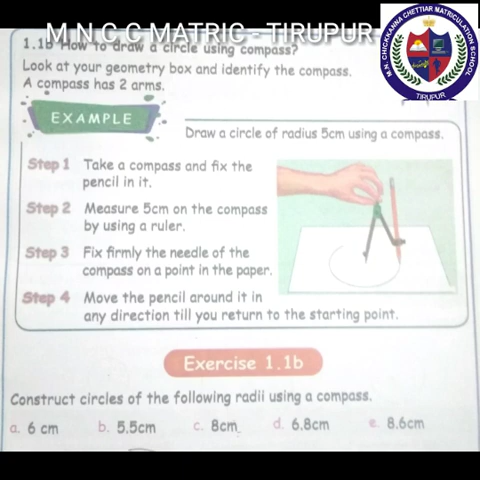 M N C C MATRIC - TIRUPUR
M.N. CHICKKANNA CHETTIAR MATRICULATION SCHOOL
TIRUPUR
1.1b How to draw a circle using compass?
Look at your geometry box and identify the compass.
A compass has 2 arms.
EXAMPLE
Draw a circle of radius 5cm using a compass.
Step 1 Take a compass and fix the
pencil in it.
Step 2 Measure 5cm on the compass
by using a ruler.
Step 3 Fix firmly the needle of the
compass on a point in the paper.
Step 4 Move the pencil around it in
any direction till you return to the starting point.
Exercise 1.1b
Construct circles of the following radii using a compass.
a. 6 cm b. 5.5cm c. 8cm d. 6.8cm e. 8.6cm